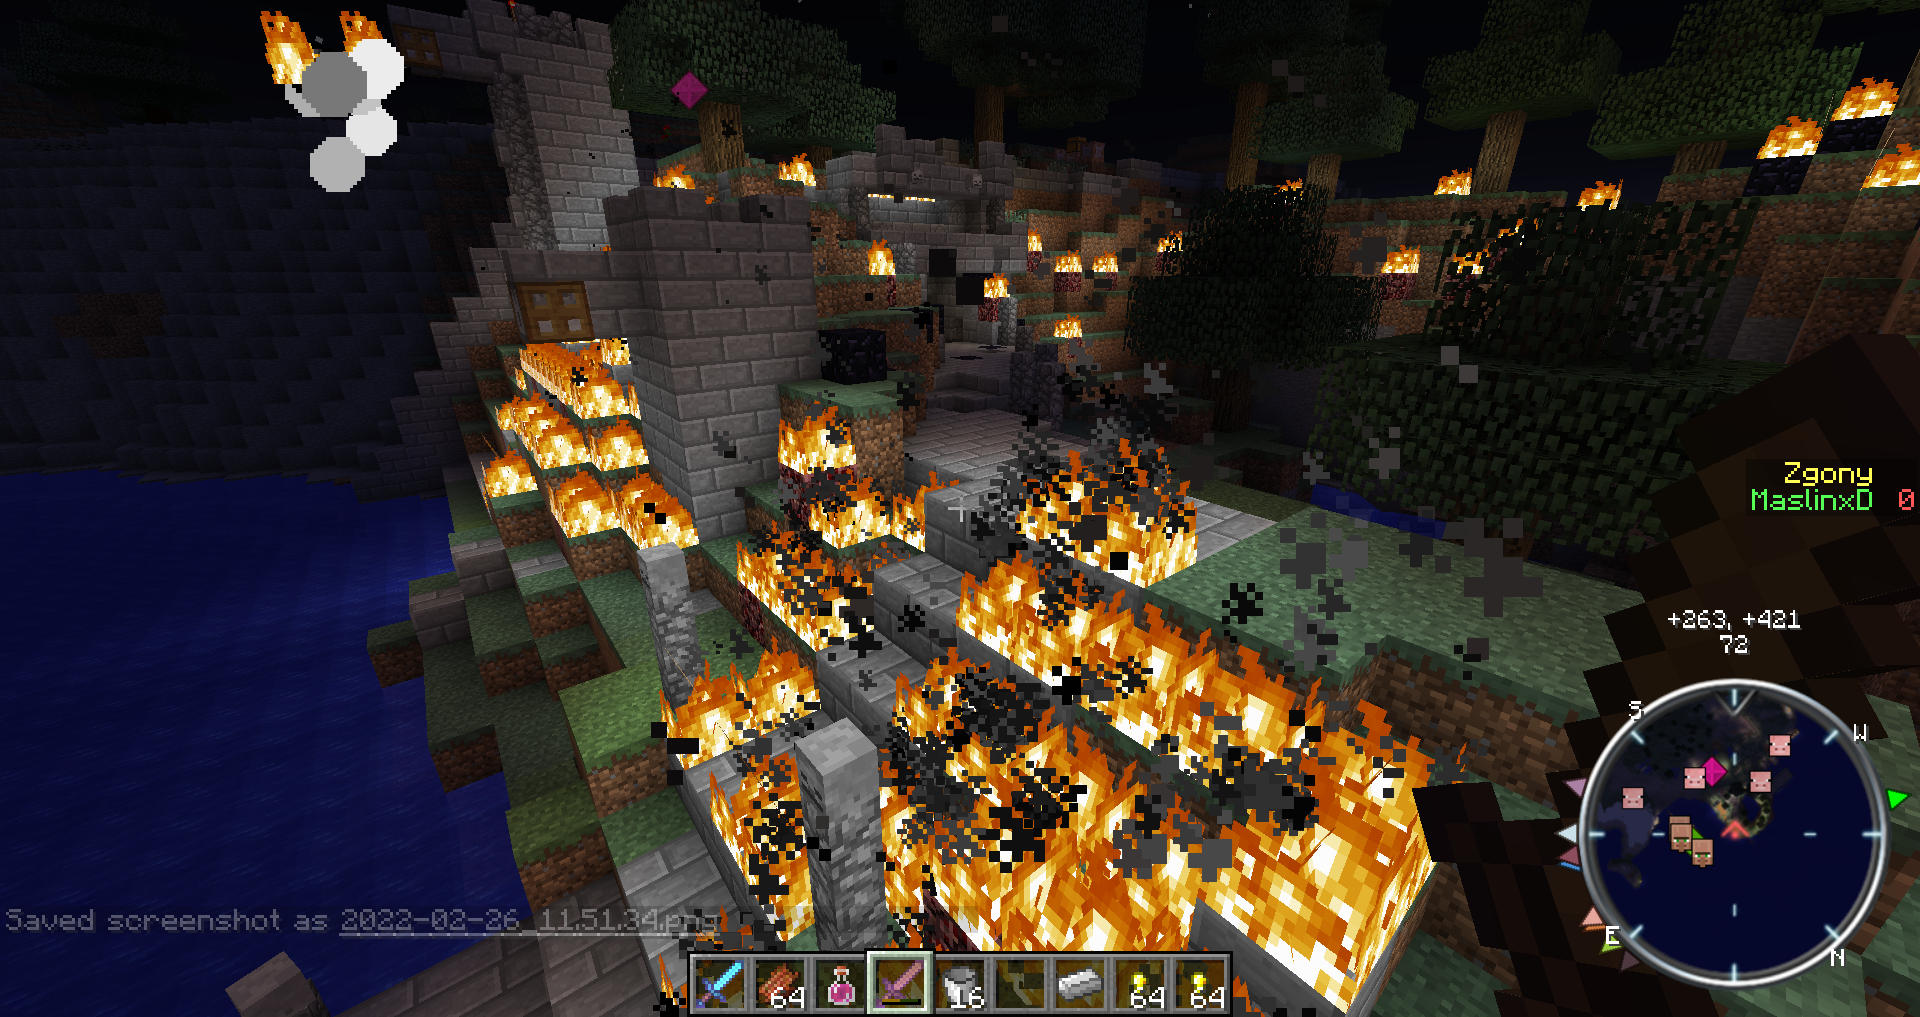 Zgony
MaslinxD 0
+263, +421
72
S
W
E
N
Saved screenshot as 2022-02-26_11.51.34.png
64
16
64
64